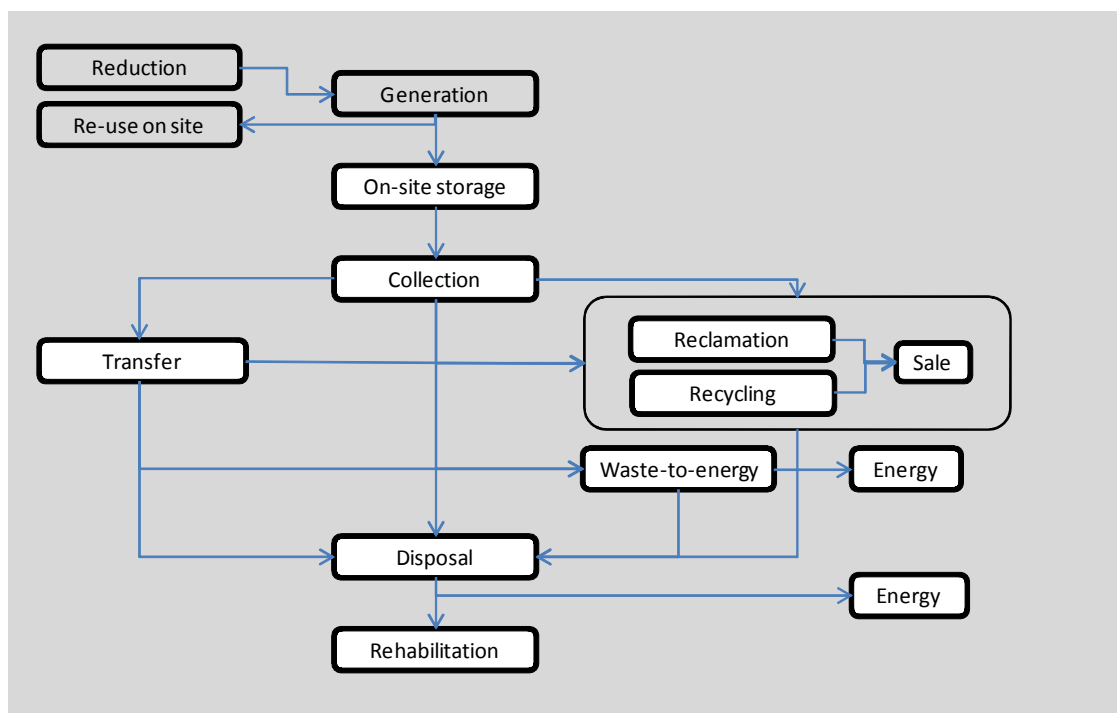 Reduction
Generation
Re-use on site
On-site storage
Collection
Reclamation
Transfer
Sale
Recycling
Waste-to-energy
Energy
Disposal
Energy
Rehabilitation